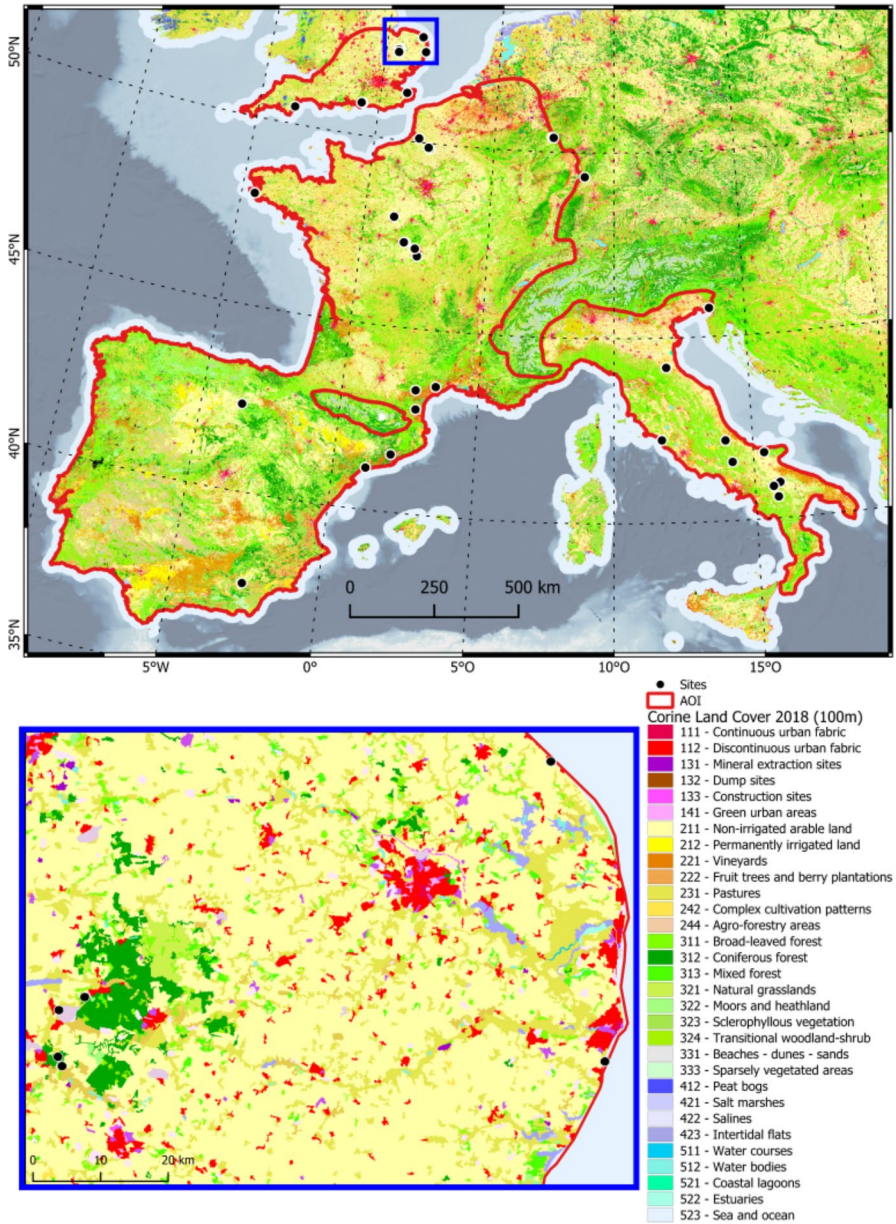 50°N
45°N
40°N
35°N
0 250 500 km
5°W 0° 5°O 10°O 15°O
Sites
AOI
Corine Land Cover 2018 (100m)
111 - Continuous urban fabric
112 - Discontinuous urban fabric
131 - Mineral extraction sites
132 - Dump sites
133 - Construction sites
141 - Green urban areas
211 - Non-irrigated arable land
212 - Permanently irrigated land
221 - Vineyards
222 - Fruit trees and berry plantations
231 - Pastures
242 - Complex cultivation patterns
244 - Agro-forestry areas
311 - Broad-leaved forest
312 - Coniferous forest
313 - Mixed forest
321 - Natural grasslands
322 - Moors and heathland
323 - Sclerophyllous vegetation
324 - Transitional woodland-shrub
331 - Beaches - dunes - sands
333 - Sparsely vegetated areas
412 - Peat bogs
421 - Salt marshes
422 - Salines
423 - Intertidal flats
511 - Water courses
512 - Water bodies
521 - Coastal lagoons
522 - Estuaries
523 - Sea and ocean
0 10 20 km